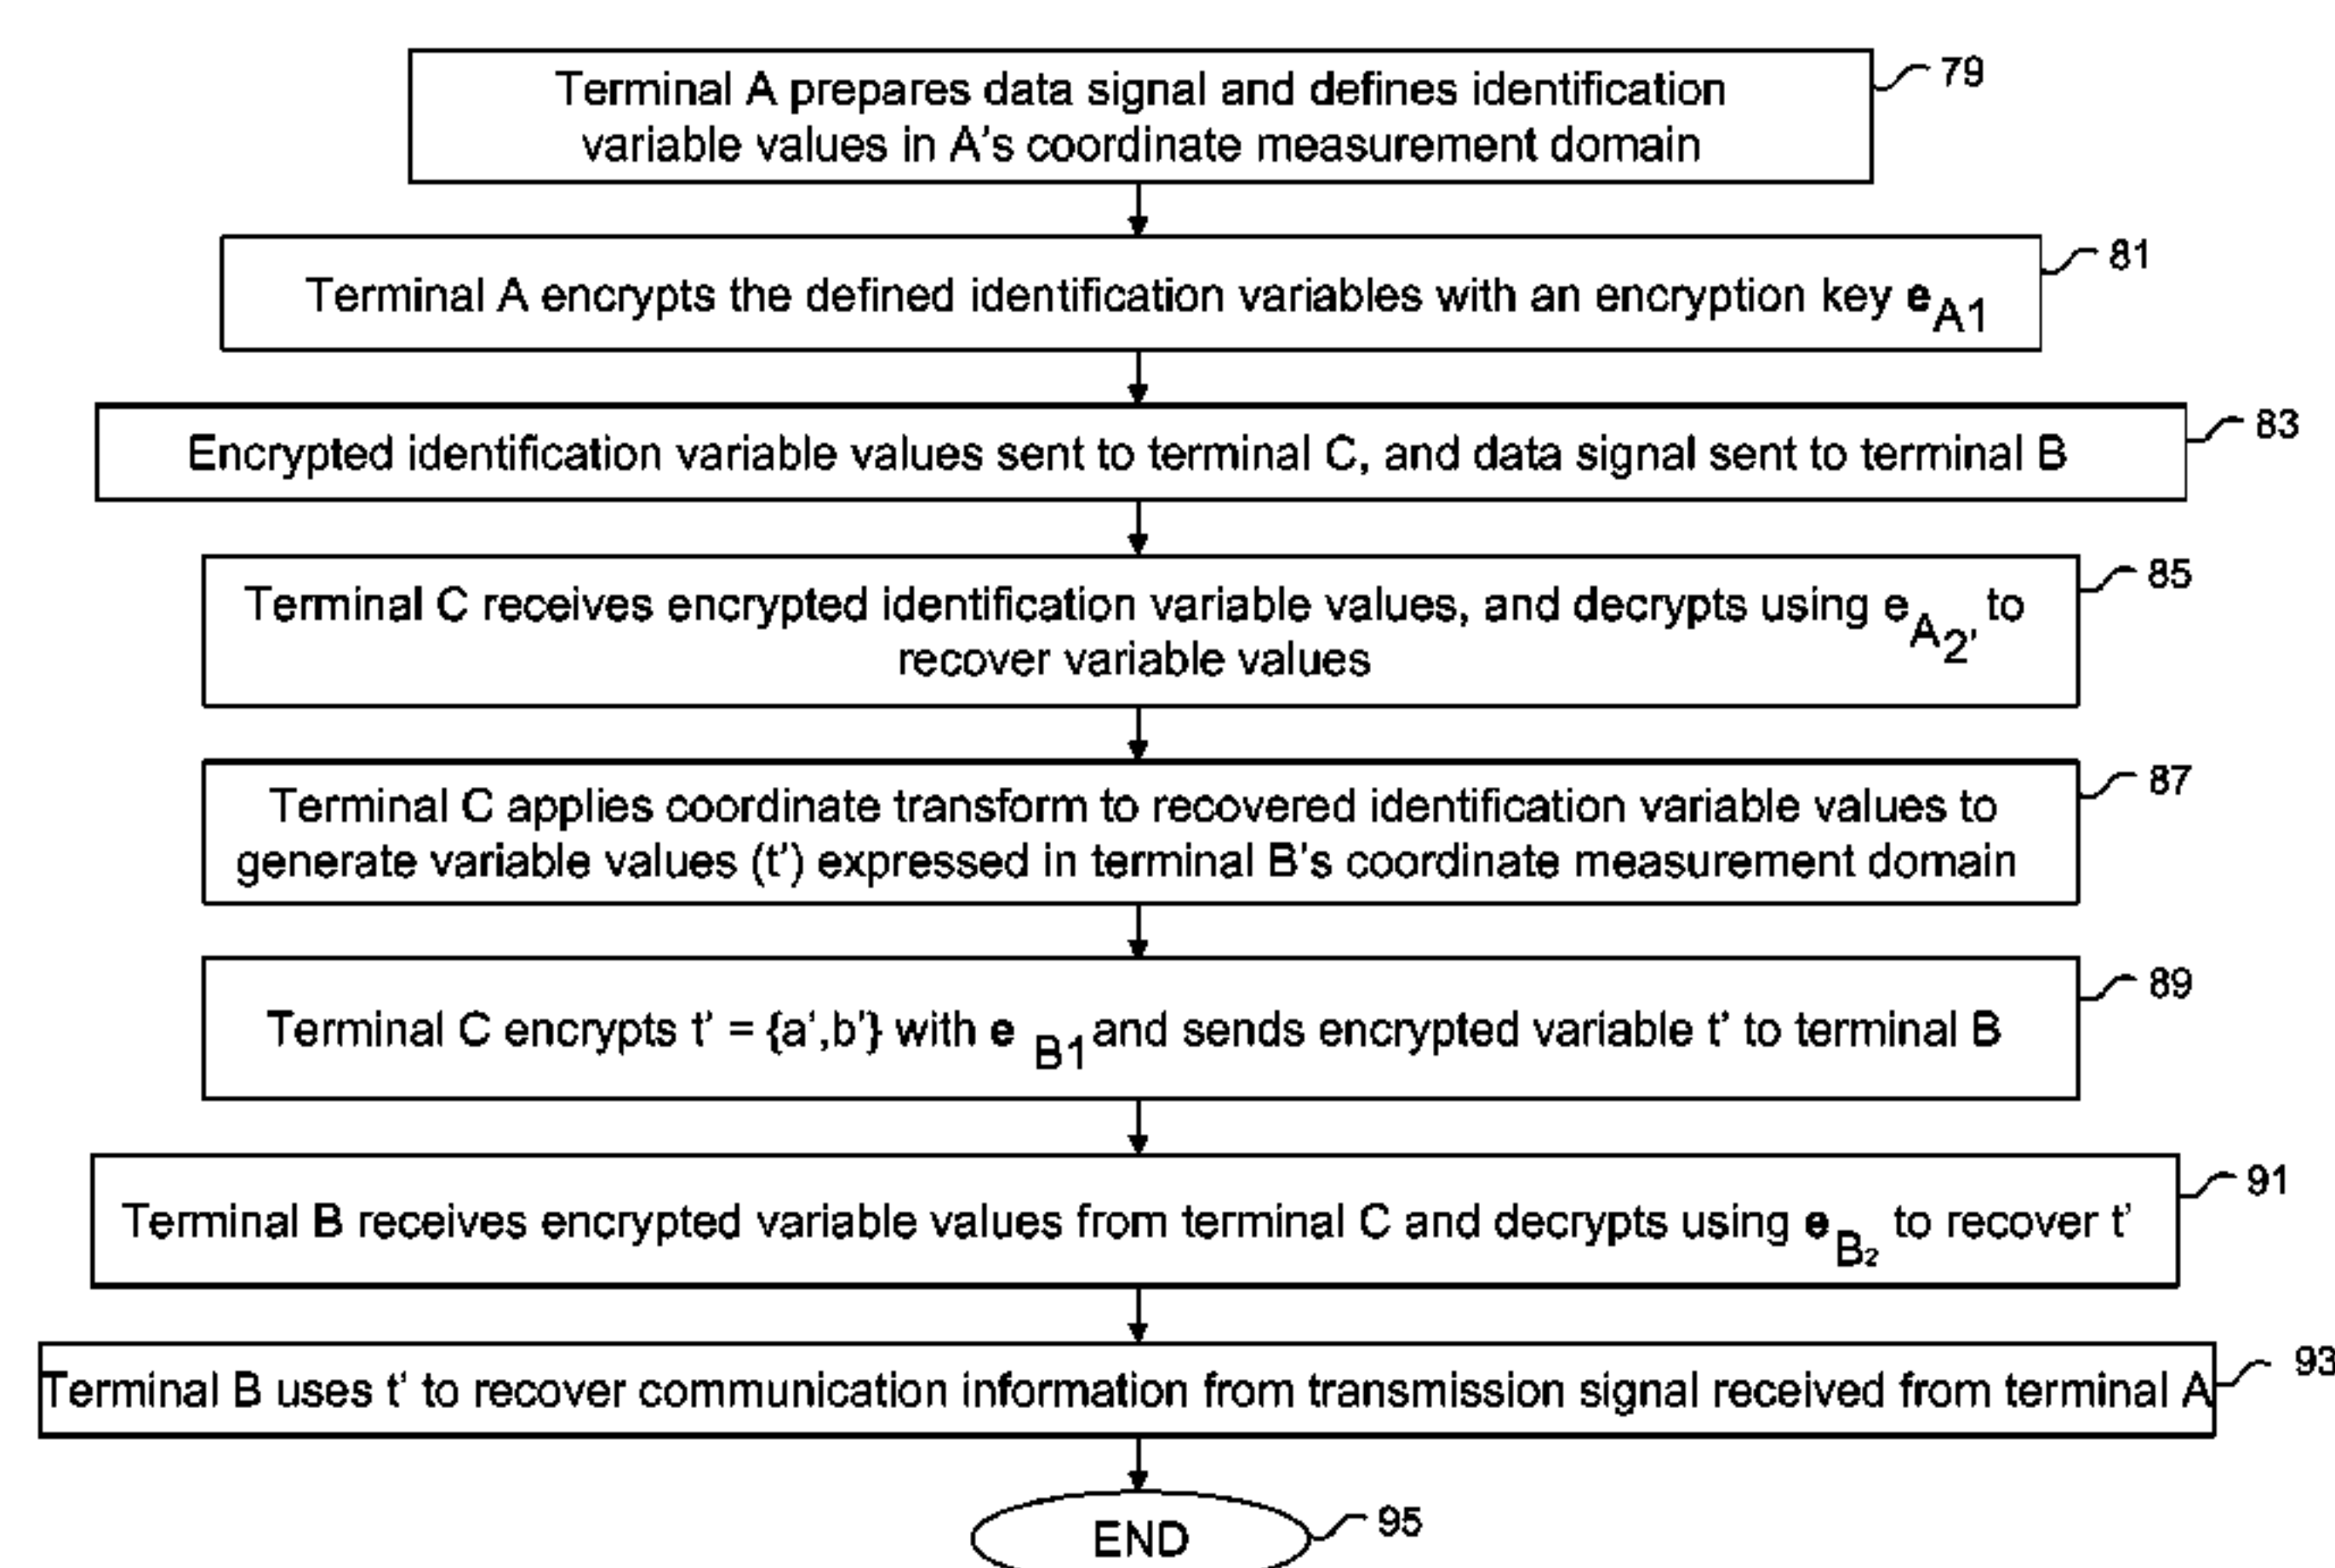 Terminal A prepares data signal and defines identification
variable values in A's coordinate measurement domain
79
Terminal A encrypts the defined identification variables with an encryption key e A1
81
Encrypted identification variable values sent to terminal C, and data signal sent to terminal B
83
Terminal C receives encrypted identification variable values, and decrypts using e A2' to
recover variable values
85
Terminal C applies coordinate transform to recovered identification variable values to
generate variable values (t') expressed in terminal B's coordinate measurement domain
87
Terminal C encrypts t' = {a',b'} with e B1 and sends encrypted variable t' to terminal B
89
Terminal B receives encrypted variable values from terminal C and decrypts using e B2 to recover t'
91
Terminal B uses t' to recover communication information from transmission signal received from terminal A
93
END
95